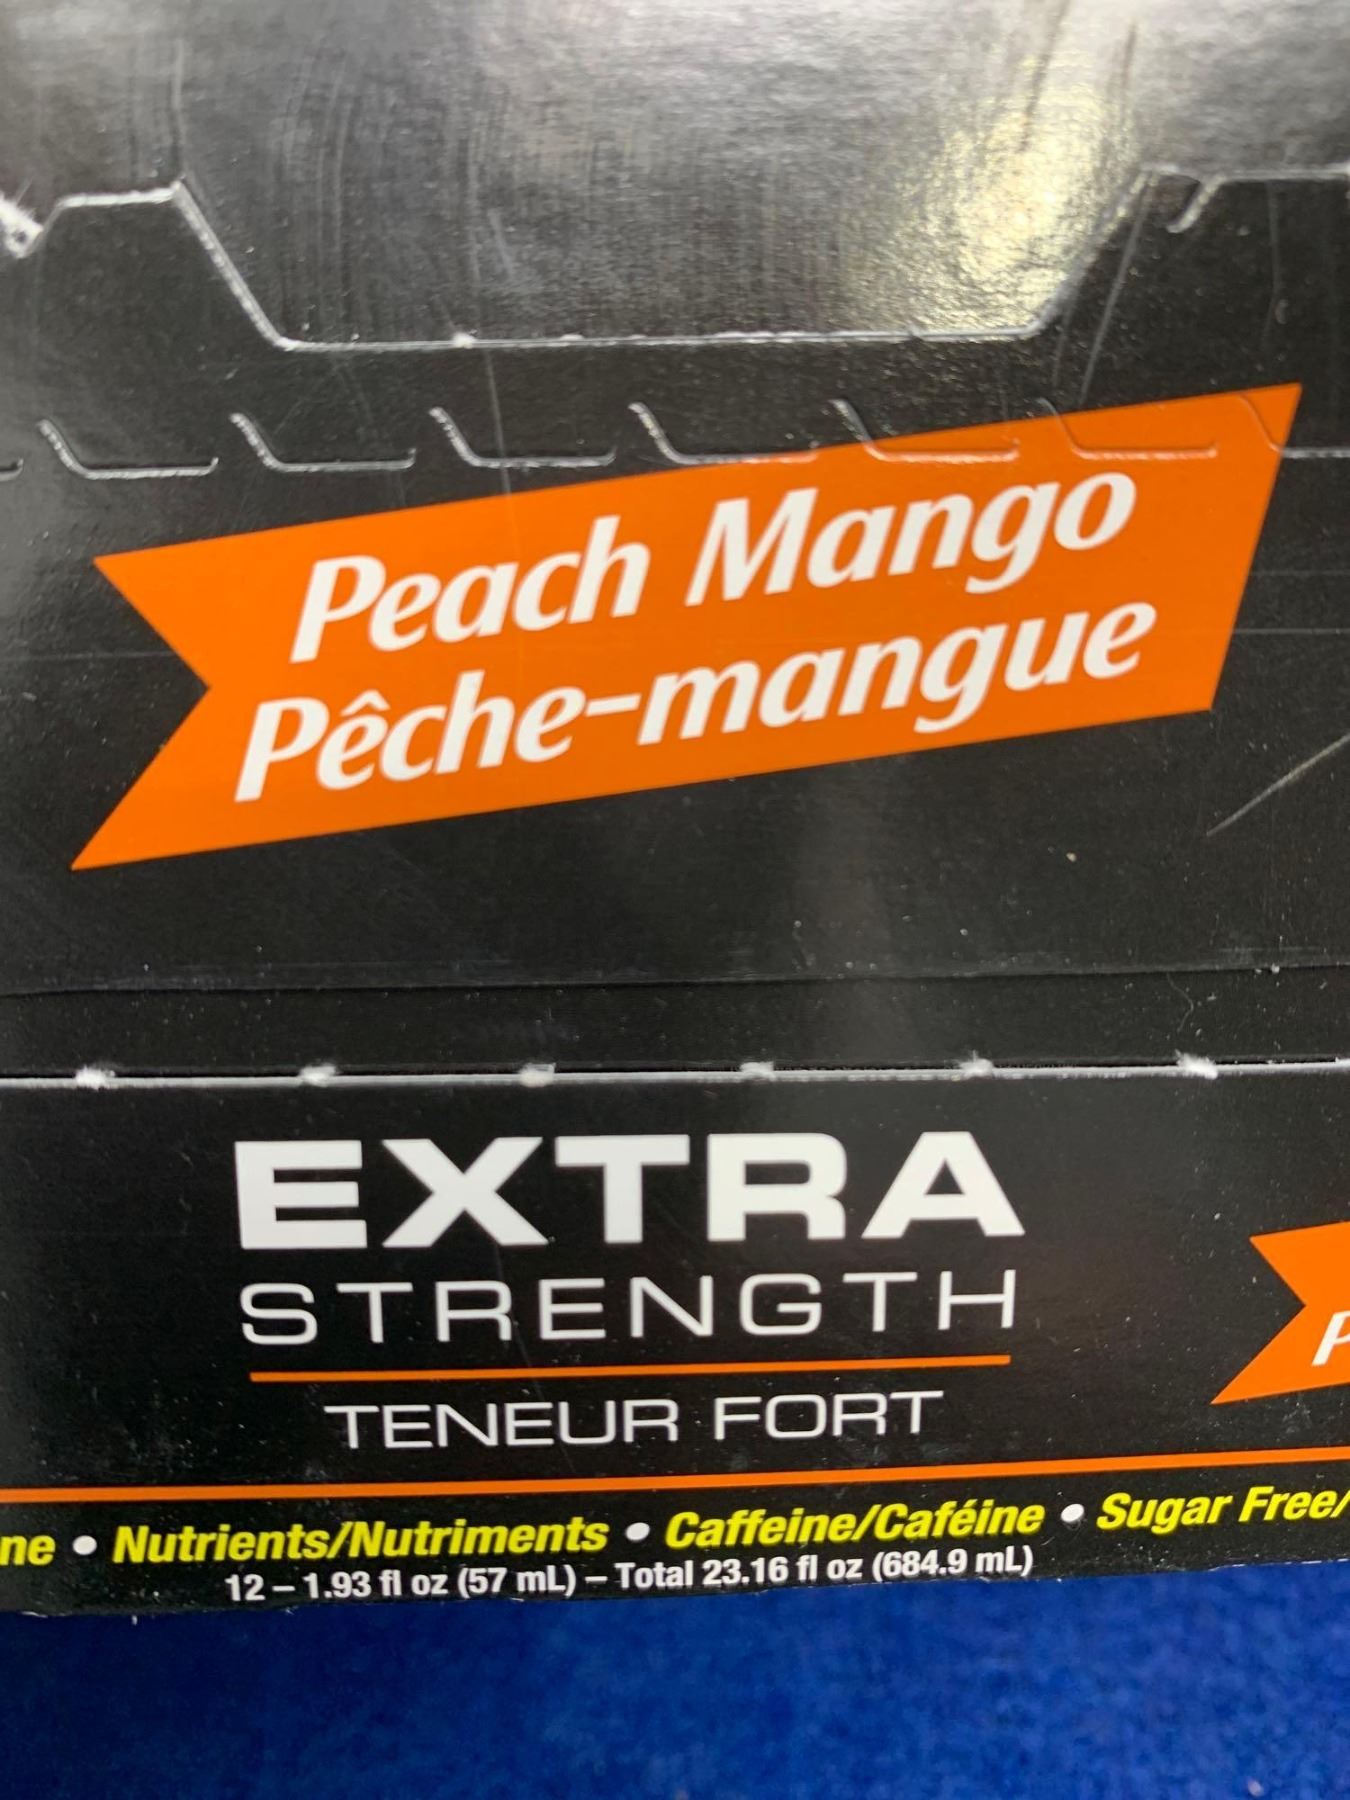 Peach Mango
Pêche-mangue
EXTRA
STRENGTH
TENEUR FORT
ne • Nutrients/Nutriments • Caffeine/Caféine • Sugar Free/
12 – 1.93 fl oz (57 mL) – Total 23.16 fl oz (684.9 mL)